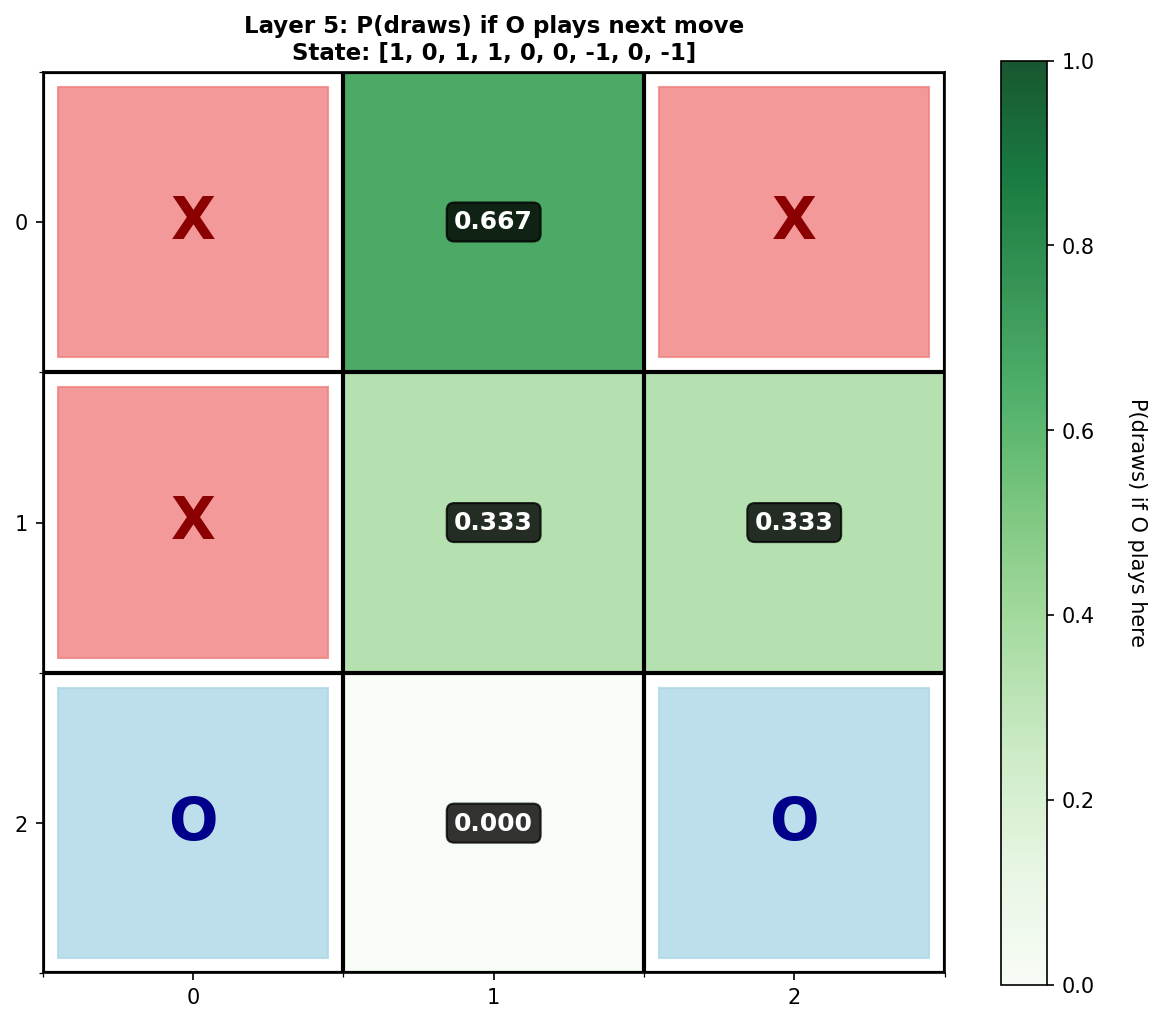 Layer 5: P(draws) if O plays next move
State: [1, 0, 1, 1, 0, 0, -1, 0, -1]
0
X
0.667
X
1
X
0.333
0.333
2
O
0.000
O
0
1
2
1.0
0.8
0.6
0.4
0.2
0.0
P(draws) if O plays here